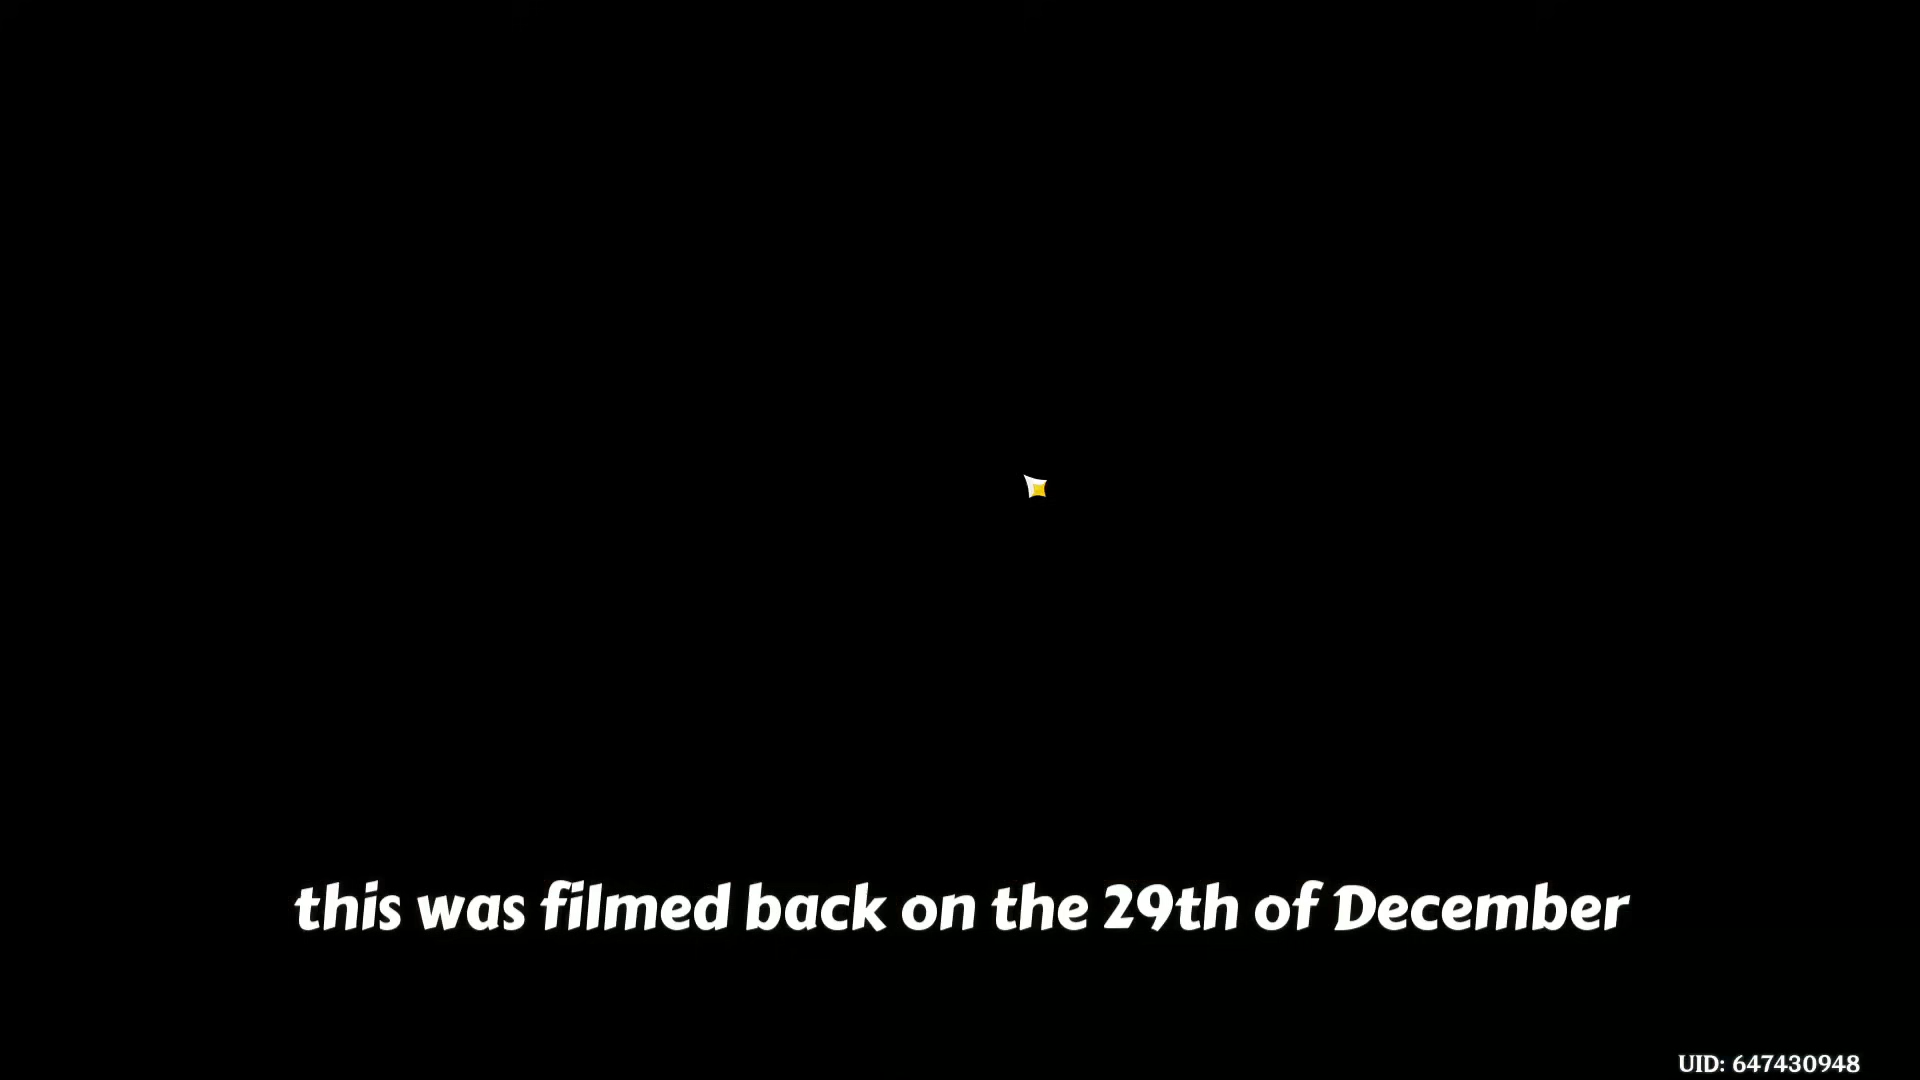 this was filmed back on the 29th of December
UID: 647430948